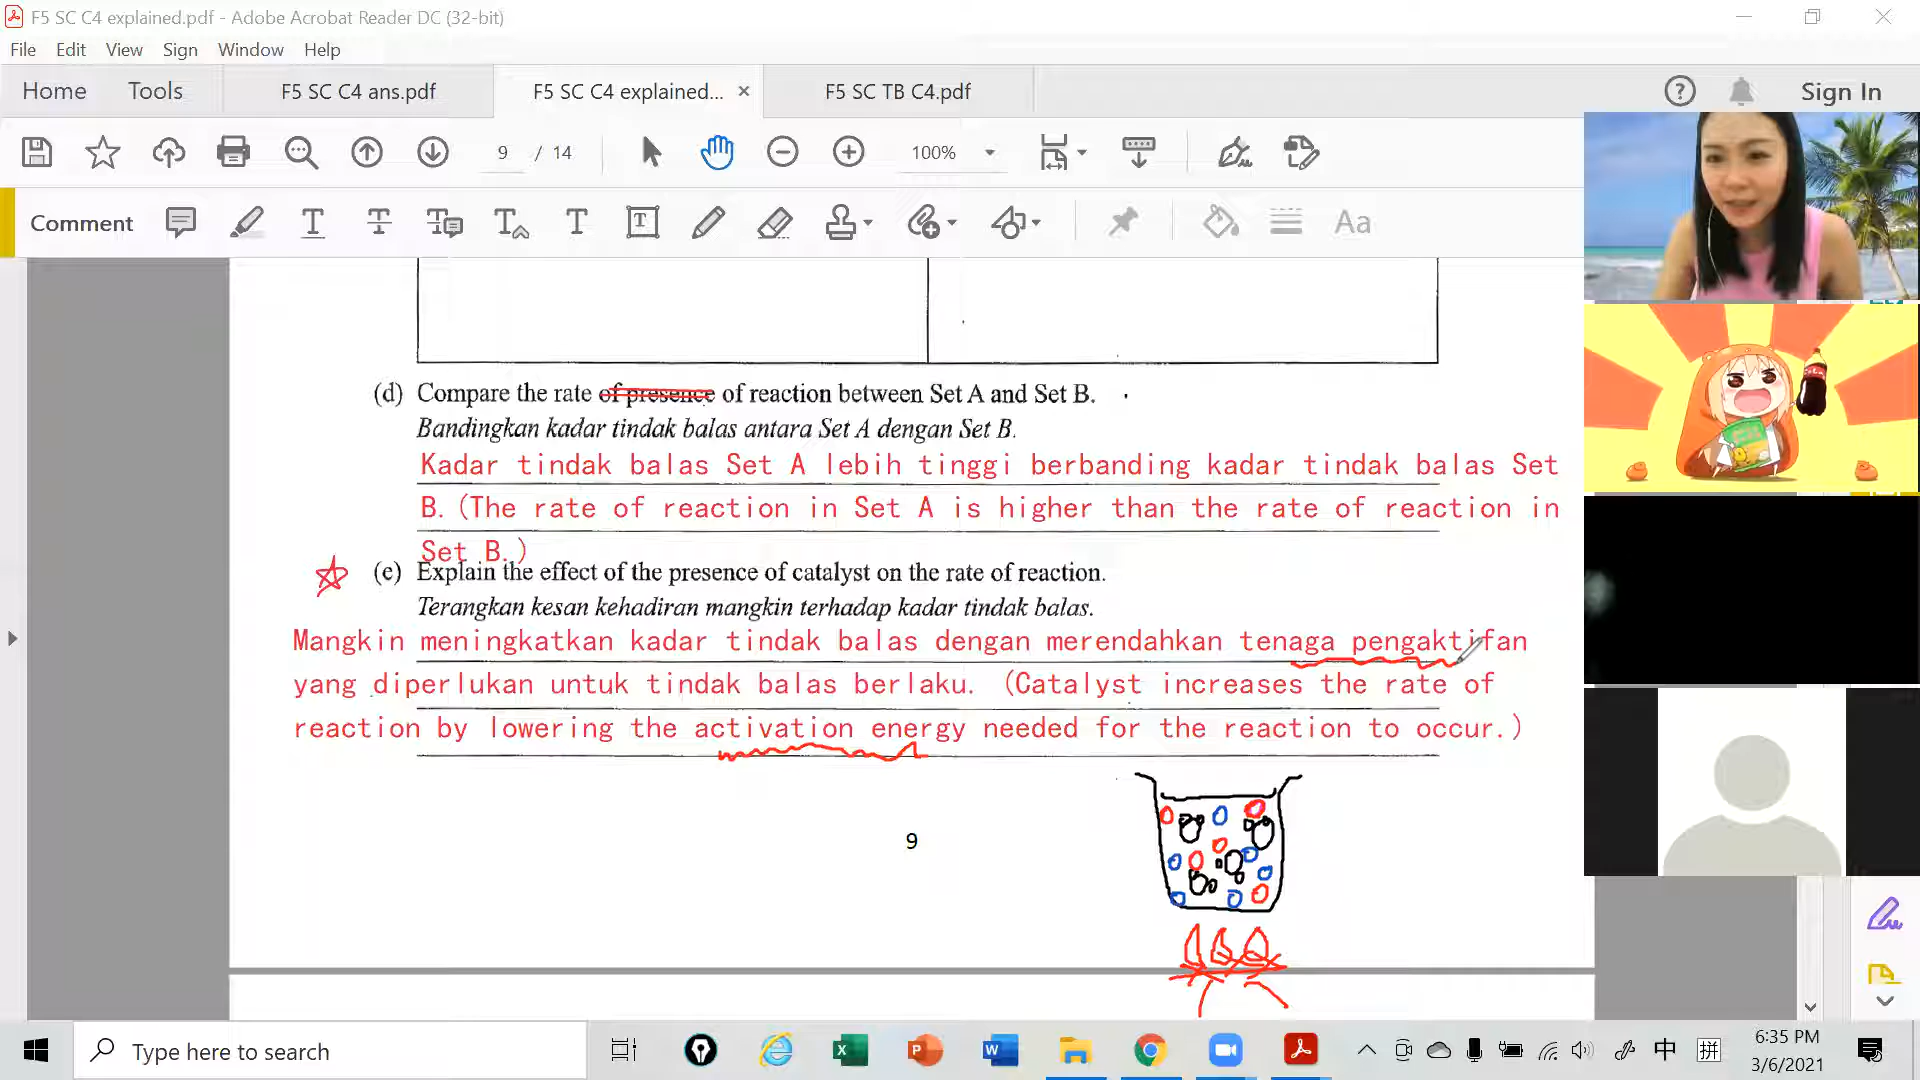 F5 SC C4 explained.pdf - Adobe Acrobat Reader DC (32-bit)
File Edit View Sign Window Help
Home Tools F5 SC C4 ans.pdf F5 SC C4 explained... × F5 SC TB C4.pdf ? Sign In
9 / 14 100%
Comment T T T T T T Aa
(d) Compare the rate of presence of reaction between Set A and Set B.
Bandingkan kadar tindak balas antara Set A dengan Set B.
Kadar tindak balas Set A lebih tinggi berbanding kadar tindak balas Set
B. (The rate of reaction in Set A is higher than the rate of reaction in
Set B.)
(e) Explain the effect of the presence of catalyst on the rate of reaction.
Terangkan kesan kehadiran mangkin terhadap kadar tindak balas.
Mangkin meningkatkan kadar tindak balas dengan merendahkan tenaga pengaktifan
yang diperlukan untuk tindak balas berlaku. (Catalyst increases the rate of
reaction by lowering the activation energy needed for the reaction to occur.)
9
Type here to search
中 拼
6:35 PM
3/6/2021